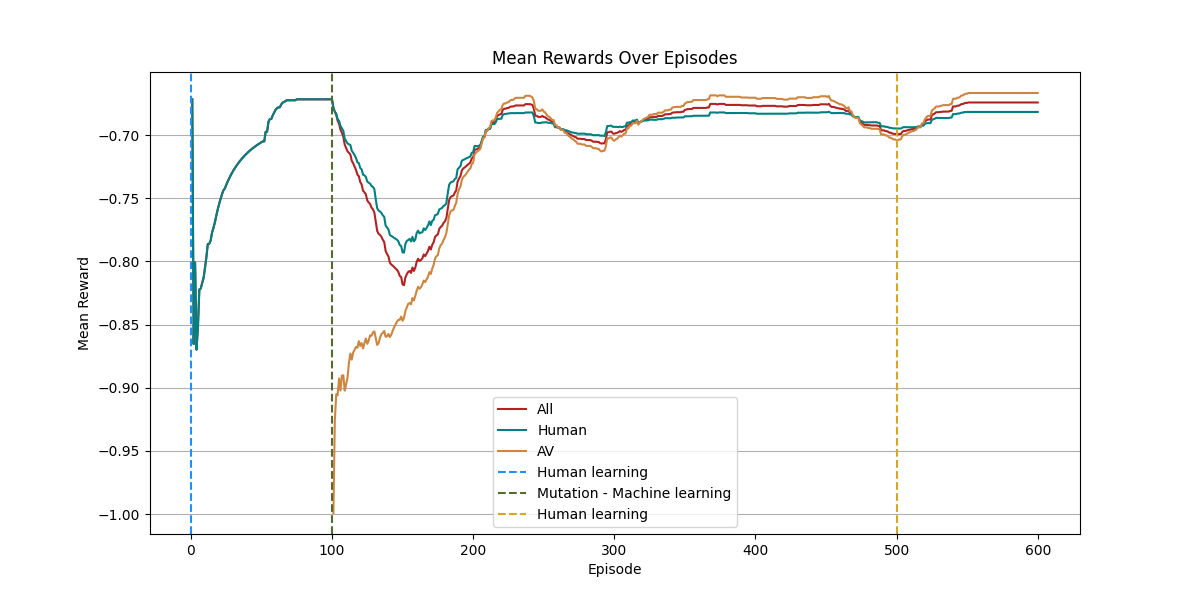 Mean Rewards Over Episodes
Mean Reward
−0.70
−0.75
−0.80
−0.85
−0.90
−0.95
−1.00
All
Human
AV
Human learning
Mutation - Machine learning
Human learning
0 100 200 300 400 500 600
Episode